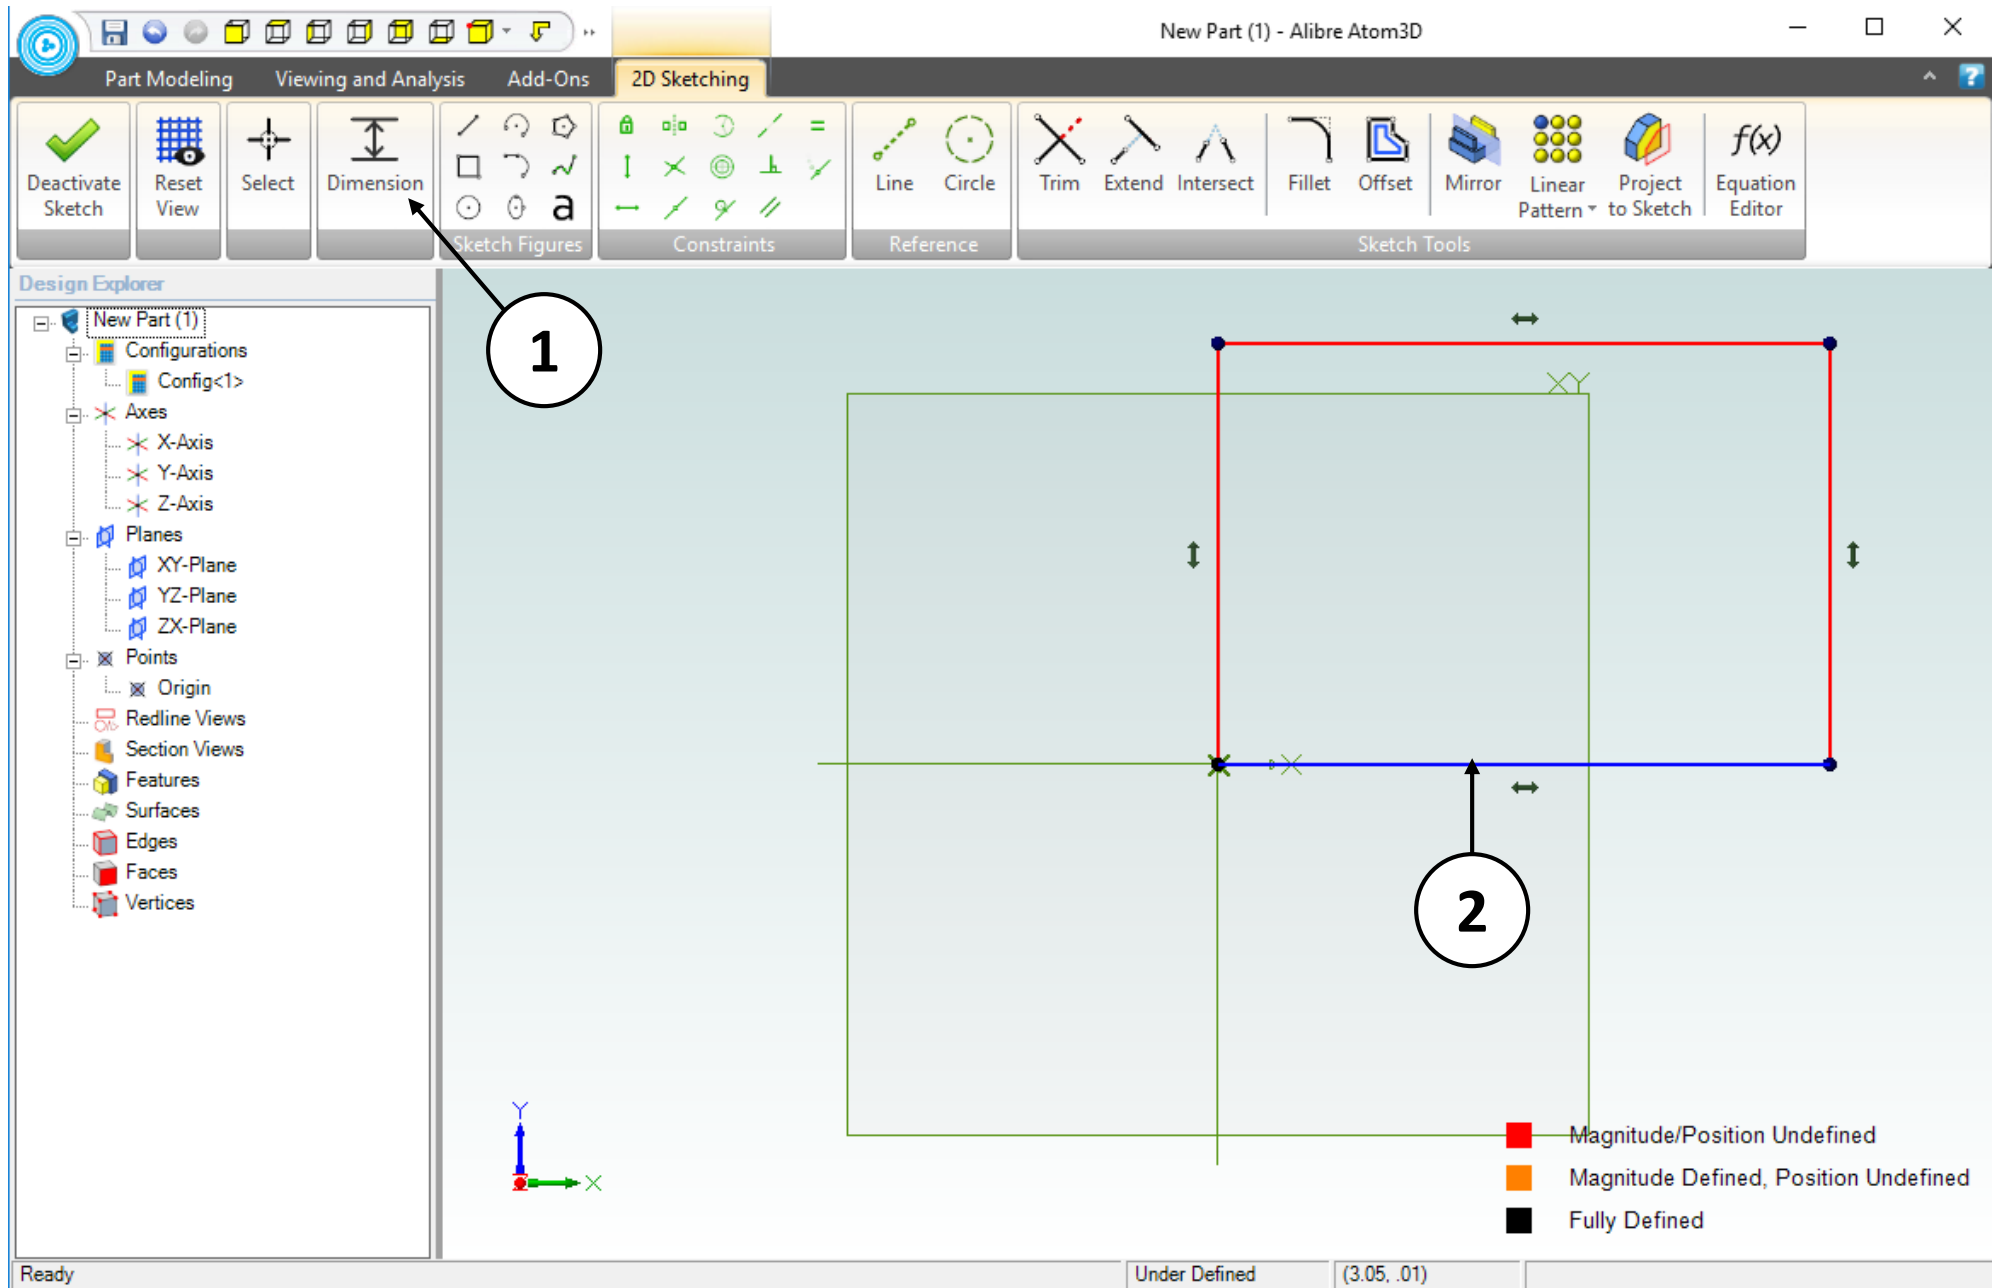 New Part (1) - Alibre Atom3D
Part Modeling
Viewing and Analysis
Add-Ons
2D Sketching
?
Deactivate
Sketch
Reset
View
Select
Dimension
a
Sketch Figures
Constraints
Line
Circle
Reference
Trim
Extend
Intersect
Fillet
Offset
Mirror
Linear
Pattern
Project
to Sketch
f(x)
Equation
Editor
Sketch Tools
Design Explorer
New Part (1)
Configurations
Config<1>
Axes
X-Axis
Y-Axis
Z-Axis
Planes
XY-Plane
YZ-Plane
ZX-Plane
Points
Origin
Redline Views
Section Views
Features
Surfaces
Edges
Faces
Vertices
1
XY
X
2
Y
X
Magnitude/Position Undefined
Magnitude Defined, Position Undefined
Fully Defined
Ready
Under Defined
(3.05, .01)